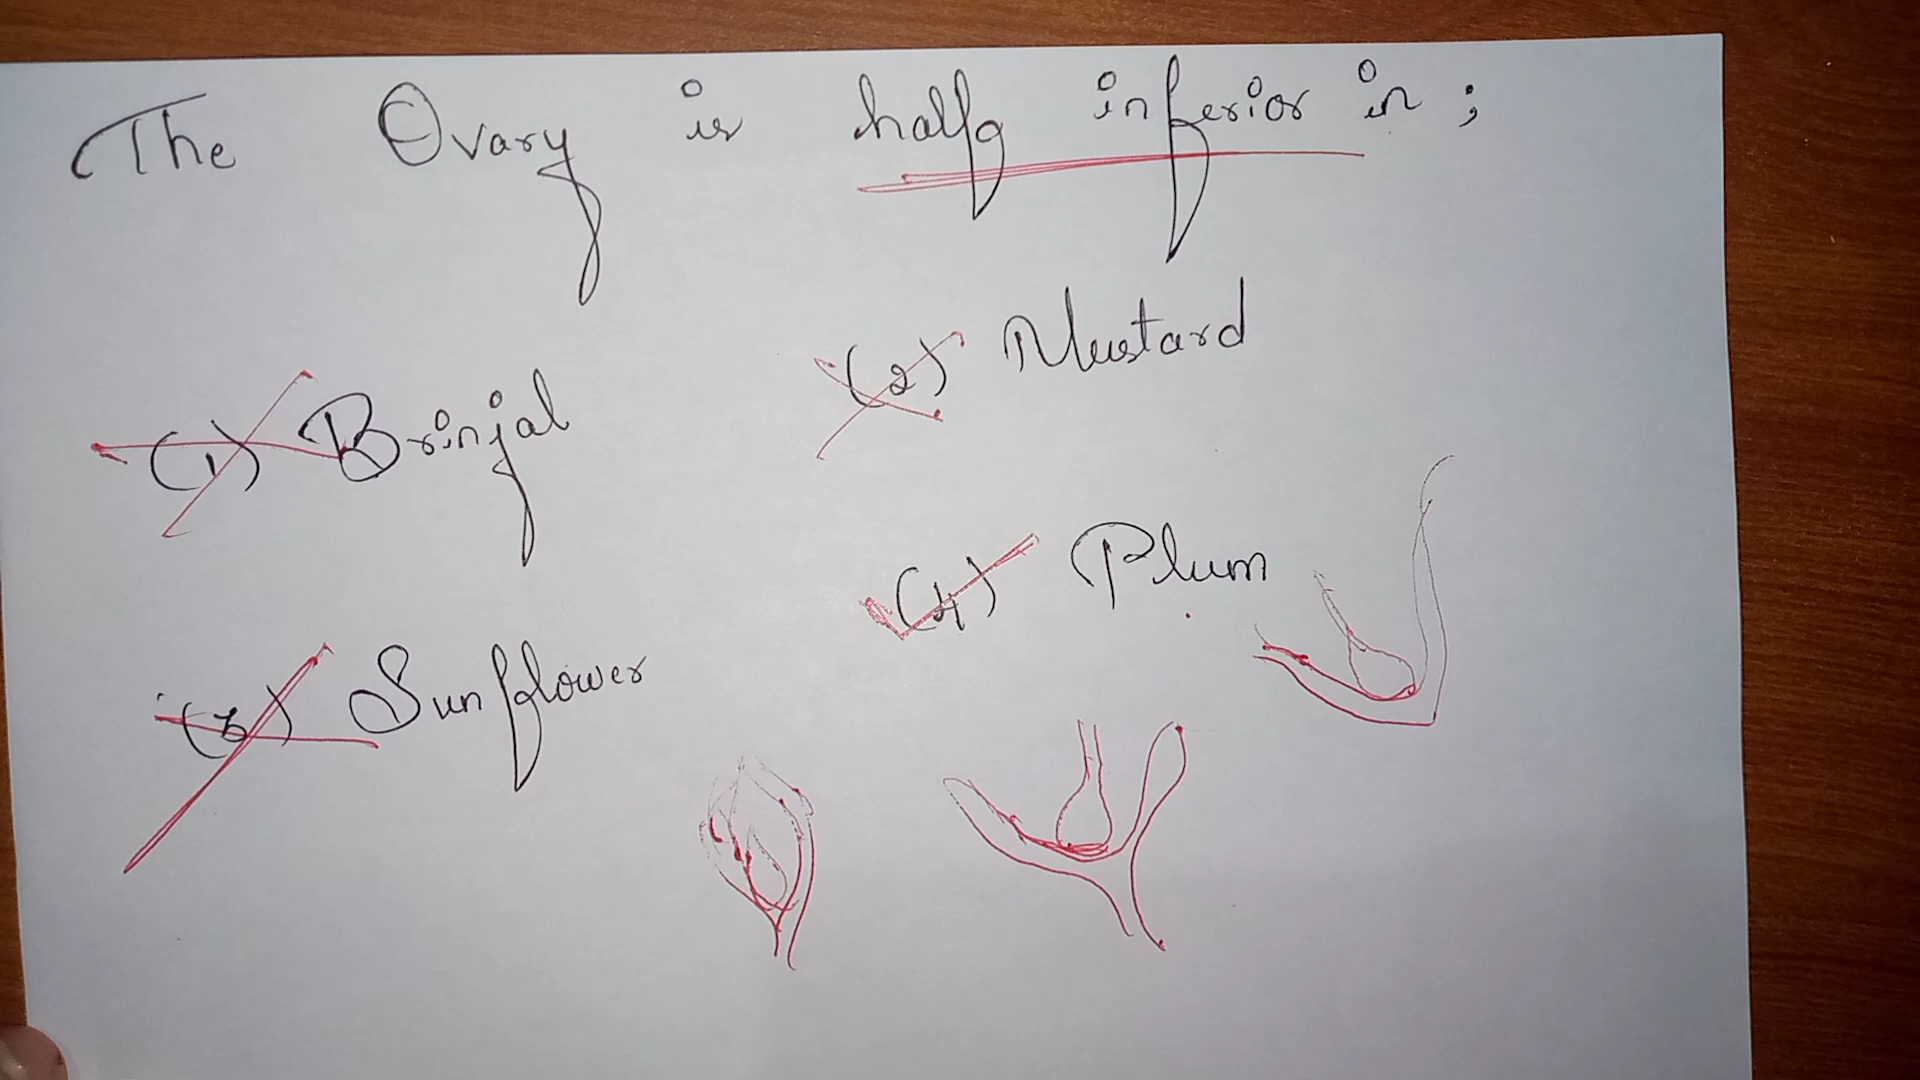 The Ovary is half inferior in ;
(1) Brinjal
(2) Mustard
(3) Sunflower
(4) Plum